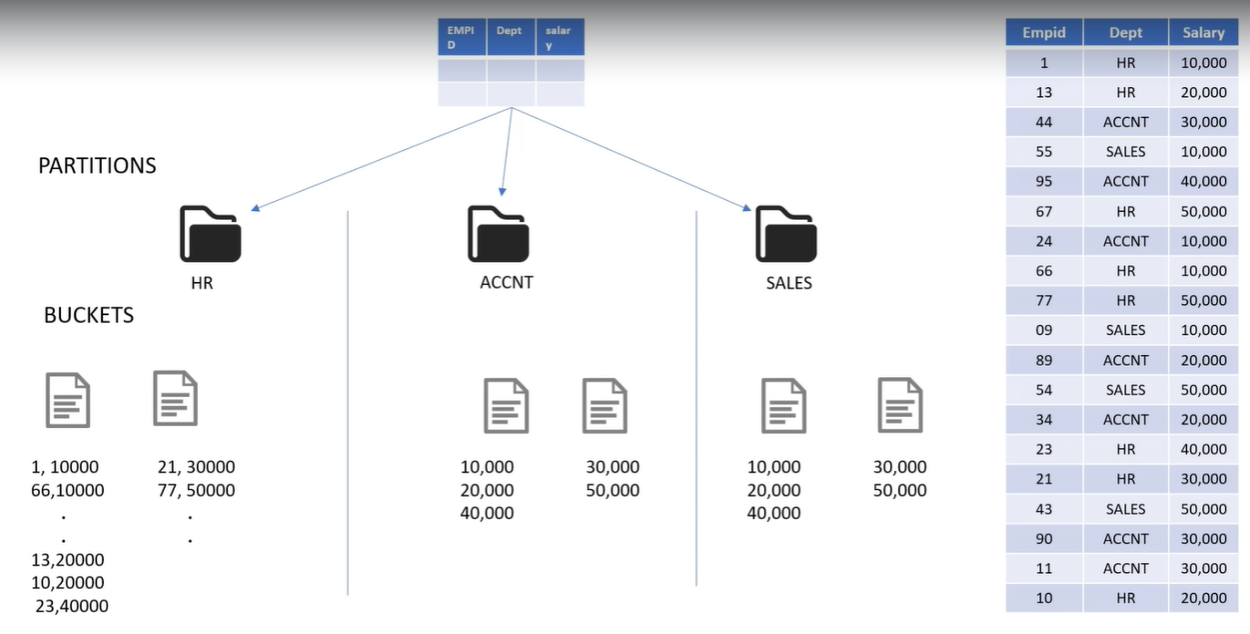 EMPI
D
Dept
salar
y
PARTITIONS
HR
ACCNT
SALES
BUCKETS
1, 10000
66,10000
.
.
13,20000
10,20000
23,40000
21, 30000
77, 50000
.
.
10,000
20,000
40,000
30,000
50,000
10,000
20,000
40,000
30,000
50,000
Empid Dept Salary
1 HR 10,000
13 HR 20,000
44 ACCNT 30,000
55 SALES 10,000
95 ACCNT 40,000
67 HR 50,000
24 ACCNT 10,000
66 HR 10,000
77 HR 50,000
09 SALES 10,000
89 ACCNT 20,000
54 SALES 50,000
34 ACCNT 20,000
23 HR 40,000
21 HR 30,000
43 SALES 50,000
90 ACCNT 30,000
11 ACCNT 30,000
10 HR 20,000